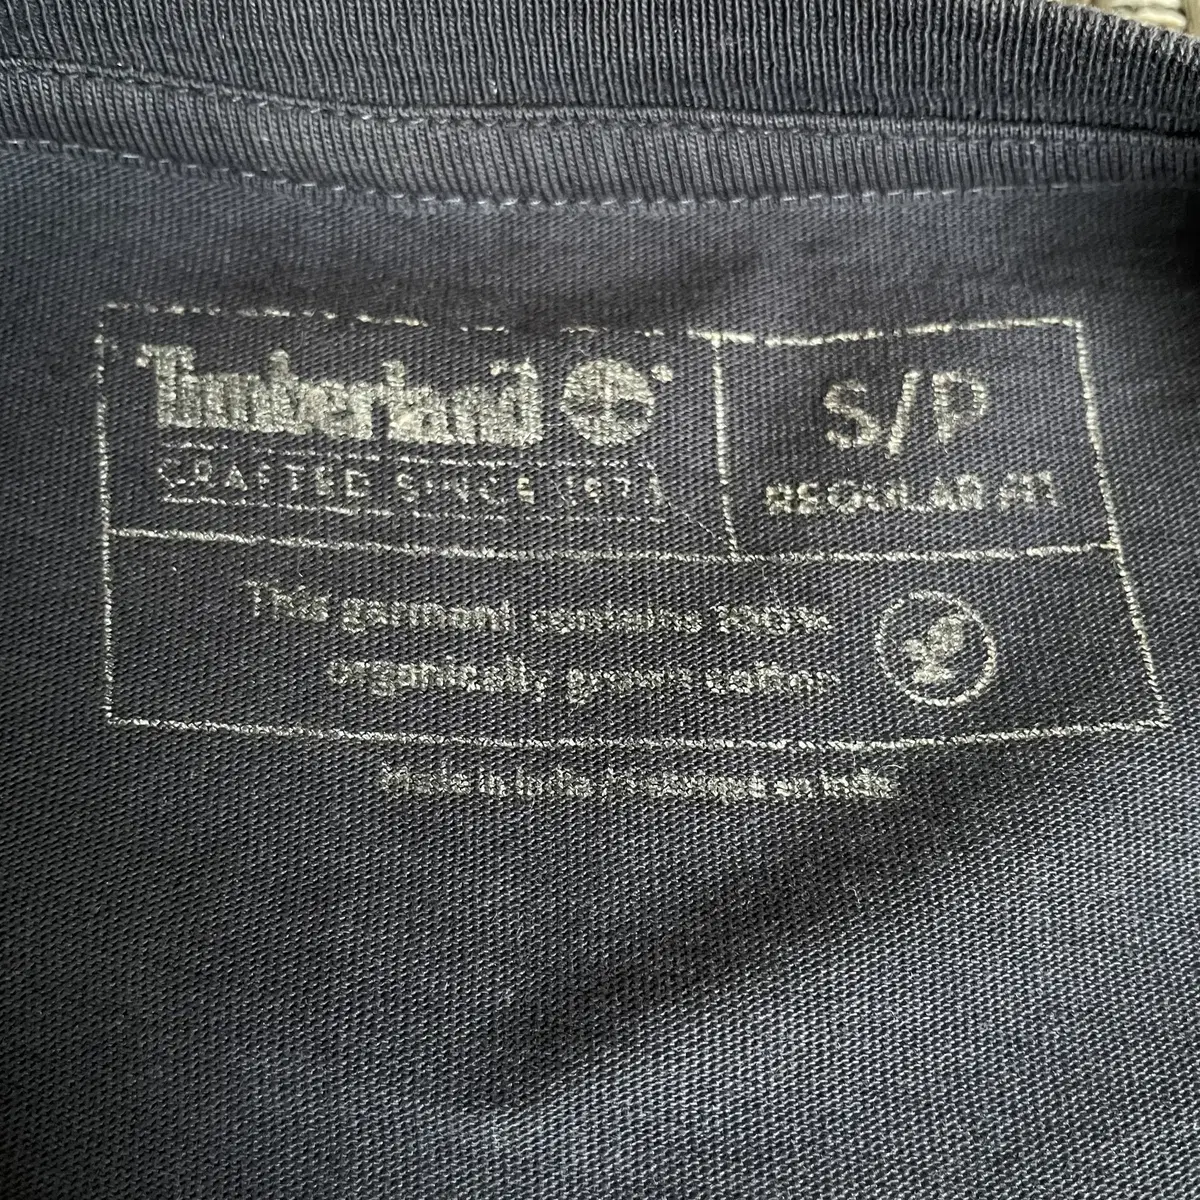 Timberland
CRAFTED SINCE 1973
S/P
REGULAR FIT
This garment contains 100%
organically grown cotton
Made in India / Fabriqué en Inde